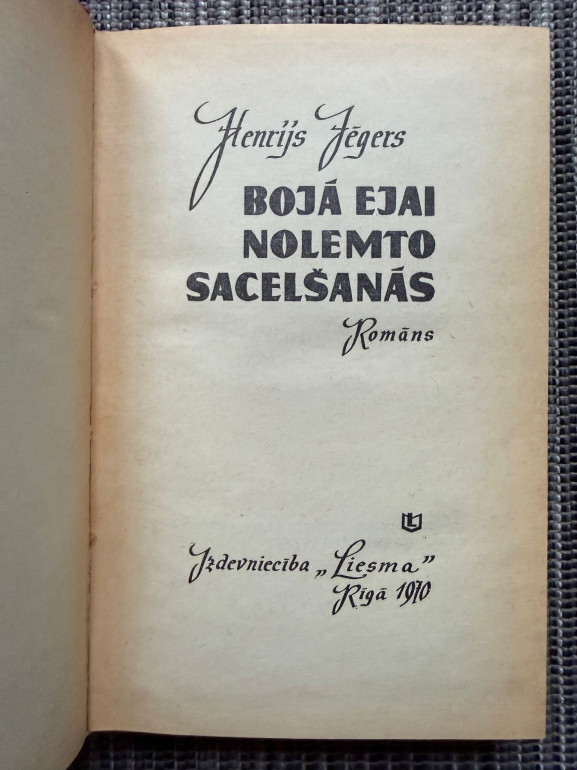 Henrijs Jēgers
BOJĀ EJAI
NOLEMTO
SACELŠANĀS
Romāns
Izdevniecība „Liesma”
Rīgā 1970